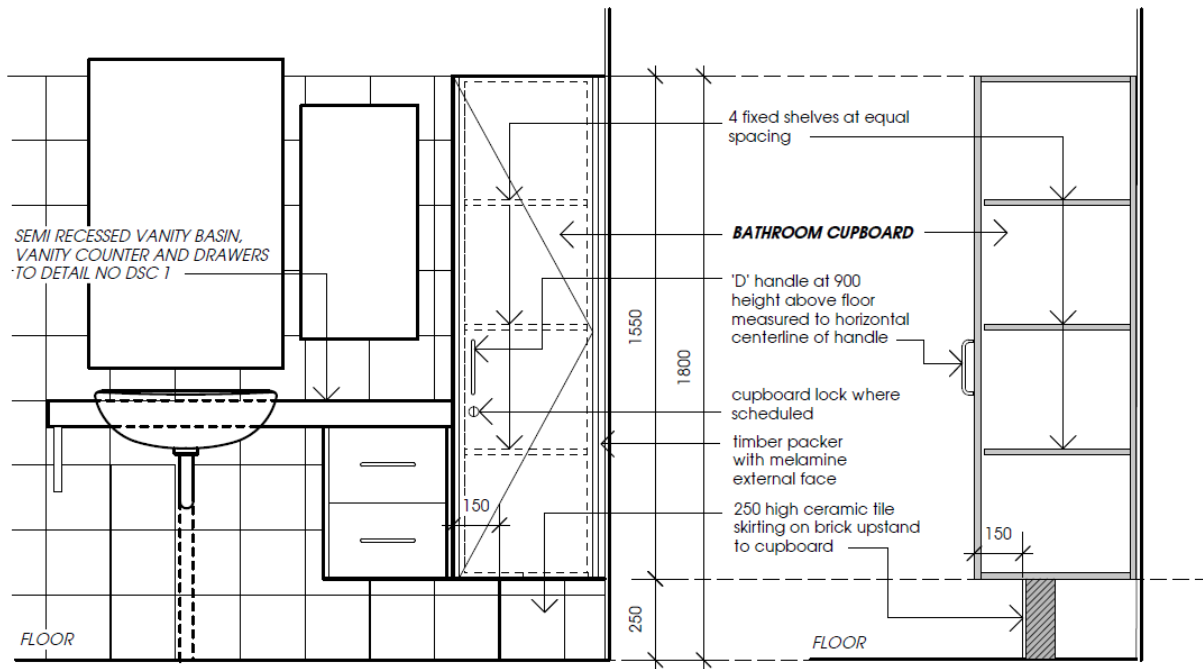 SEMI RECESSED VANITY BASIN,
VANITY COUNTER AND DRAWERS
TO DETAIL NO DSC 1
FLOOR
150
1550
1800
250
4 fixed shelves at equal
spacing
BATHROOM CUPBOARD
'D' handle at 900
height above floor
measured to horizontal
centerline of handle
cupboard lock where
scheduled
timber packer
with melamine
external face
250 high ceramic tile
skirting on brick upstand
to cupboard
150
FLOOR